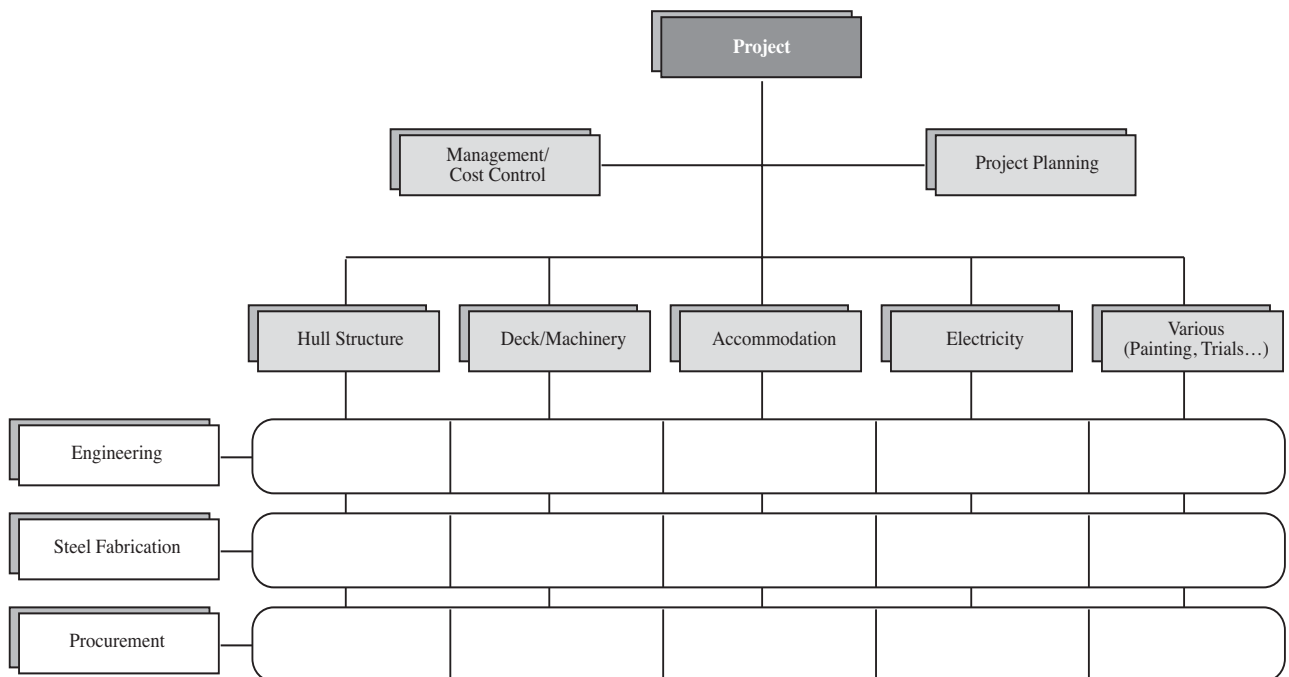 Project
Management/
Cost Control
Project Planning
Hull Structure
Deck/Machinery
Accommodation
Electricity
Various
(Painting, Trials…)
Engineering
Steel Fabrication
Procurement